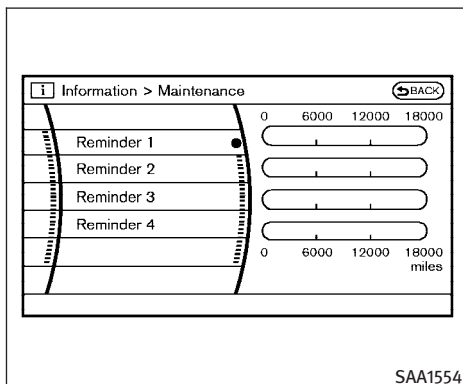 i Information > Maintenance BACK
0 6000 12000 18000
Reminder 1
Reminder 2
Reminder 3
Reminder 4
0 6000 12000 18000
miles
SAA1554